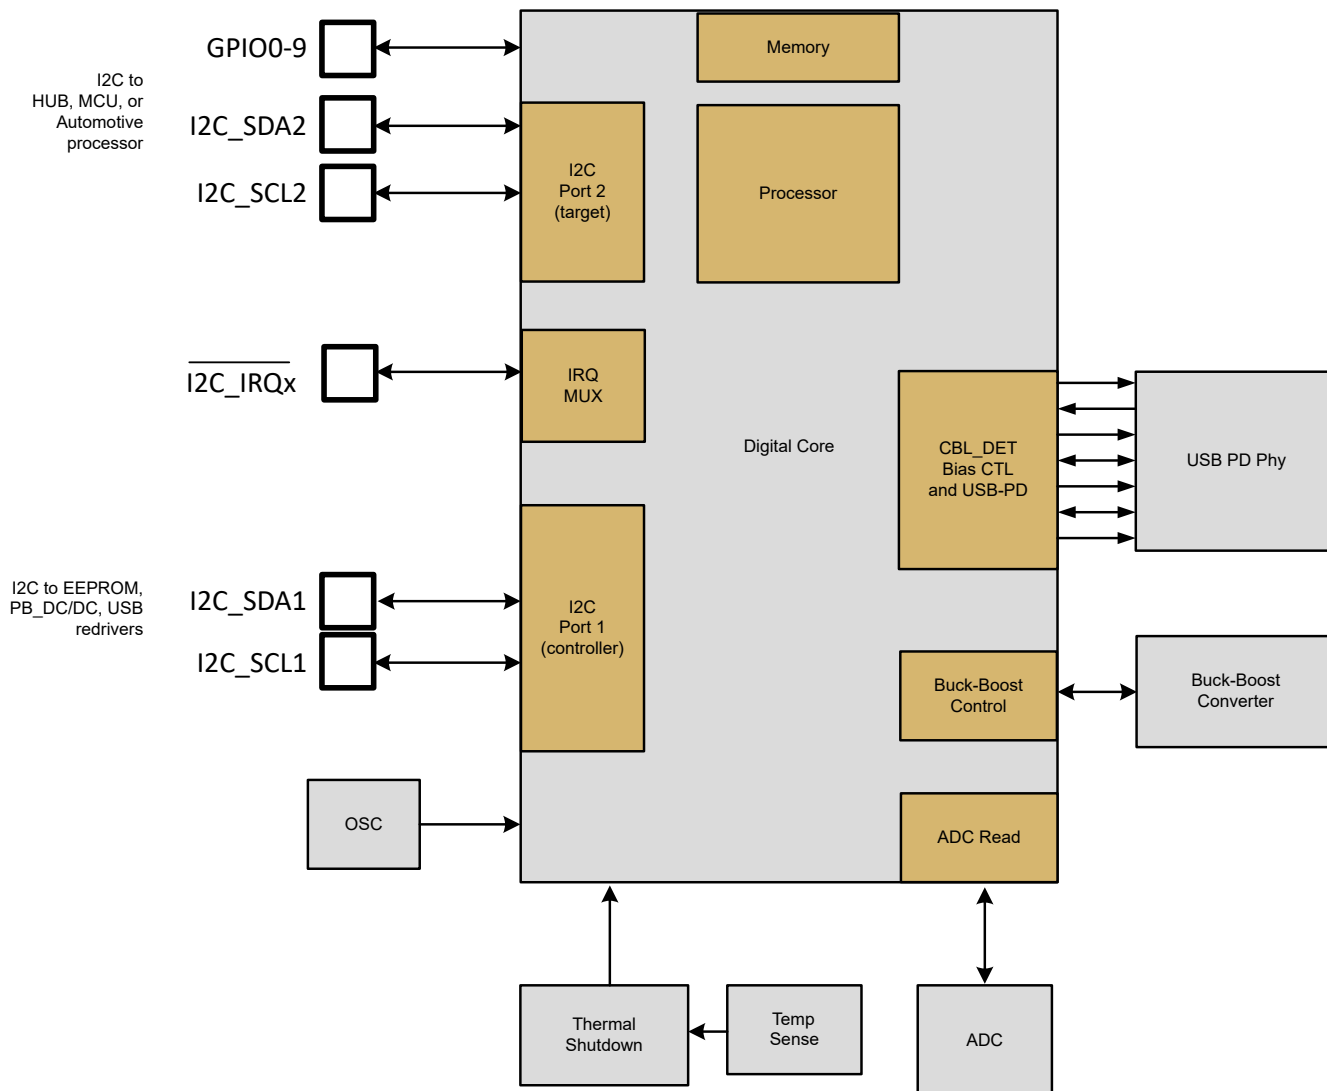 GPIO0-9
I2C to
HUB, MCU, or
Automotive
processor
I2C_SDA2
I2C_SCL2
I2C_IRQx
I2C to EEPROM,
PB_DC/DC, USB
redrivers
I2C_SDA1
I2C_SCL1
Memory
I2C
Port 2
(target)
Processor
IRQ
MUX
Digital Core
CBL_DET
Bias CTL
and USB-PD
USB PD Phy
I2C
Port 1
(controller)
Buck-Boost
Control
Buck-Boost
Converter
OSC
ADC Read
Thermal
Shutdown
Temp
Sense
ADC